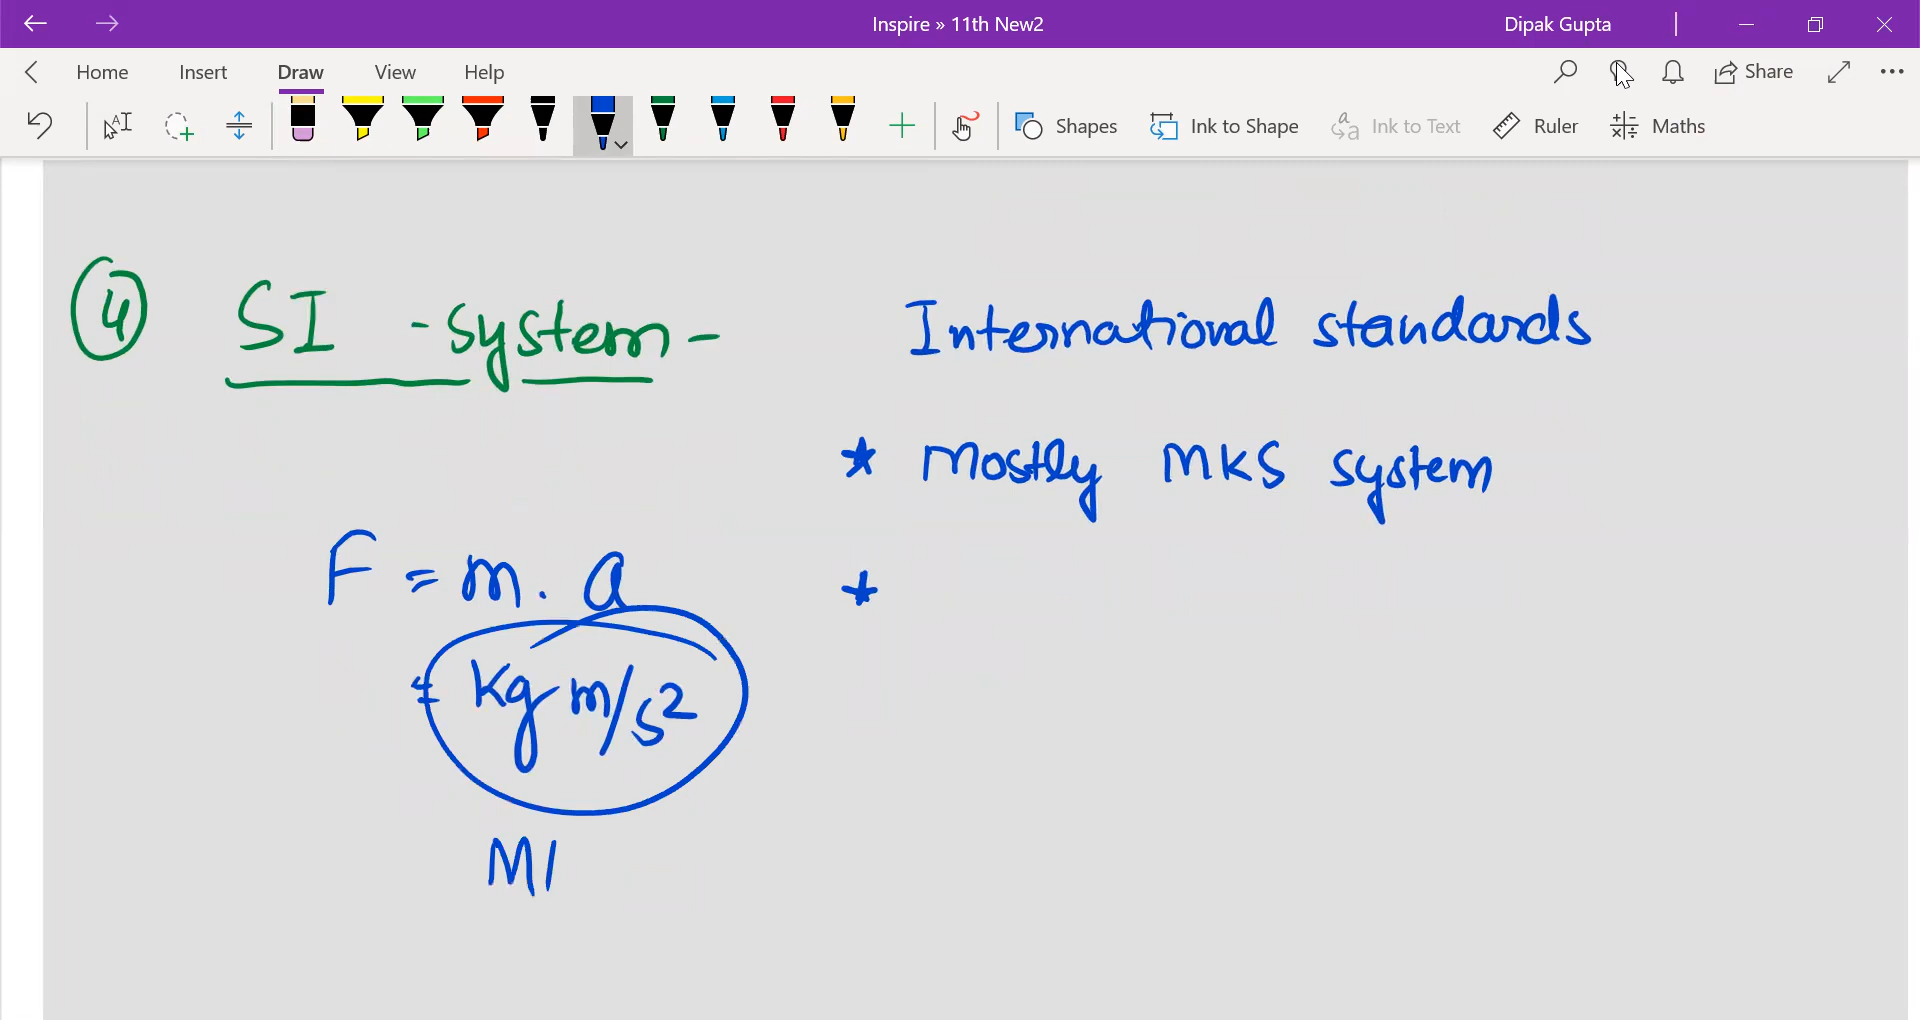 Inspire » 11th New2
Dipak Gupta
Home Insert Draw View Help
Share
Shapes Ink to Shape Ink to Text Ruler Maths
④ SI - system - International standards
* Mostly MKS system
F = m. a
*
= kg m/s²
MK